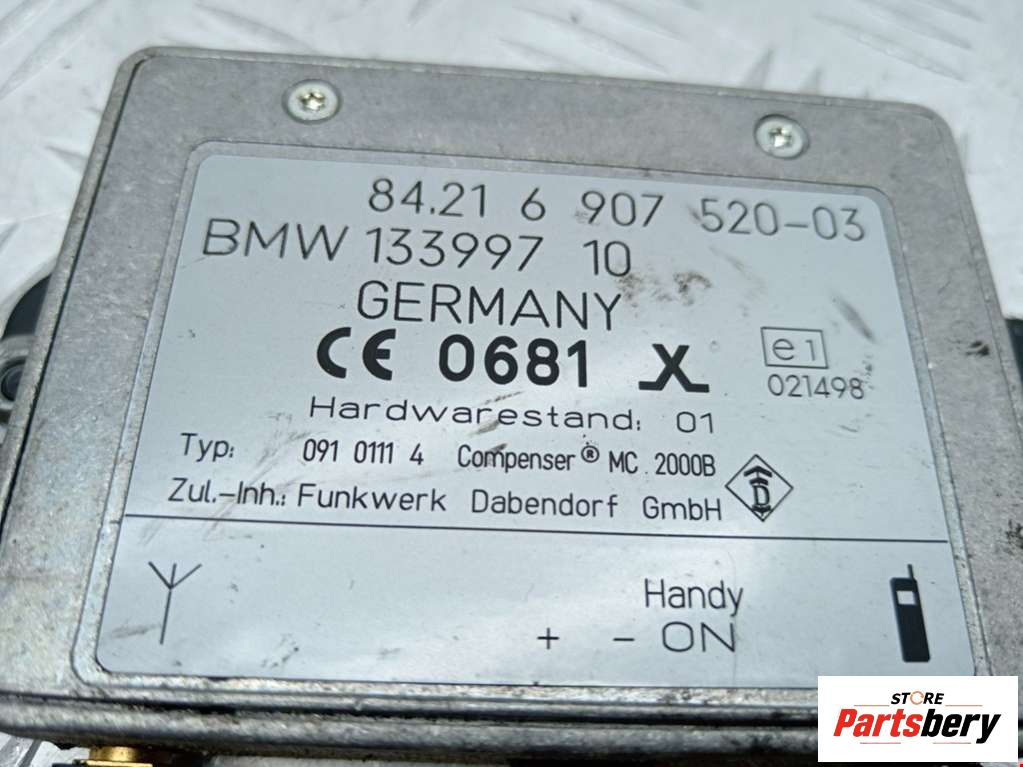 84.21 6 907 520-03
BMW 133997 10
GERMANY
CE 0681 X
e1
021498
Hardwarestand: 01
Typ: 091 0111 4 Compenser® MC. 2000B
Zul.-Inh.: Funkwerk Dabendorf GmbH
D
Handy
+ - ON
STORE
Partsbery